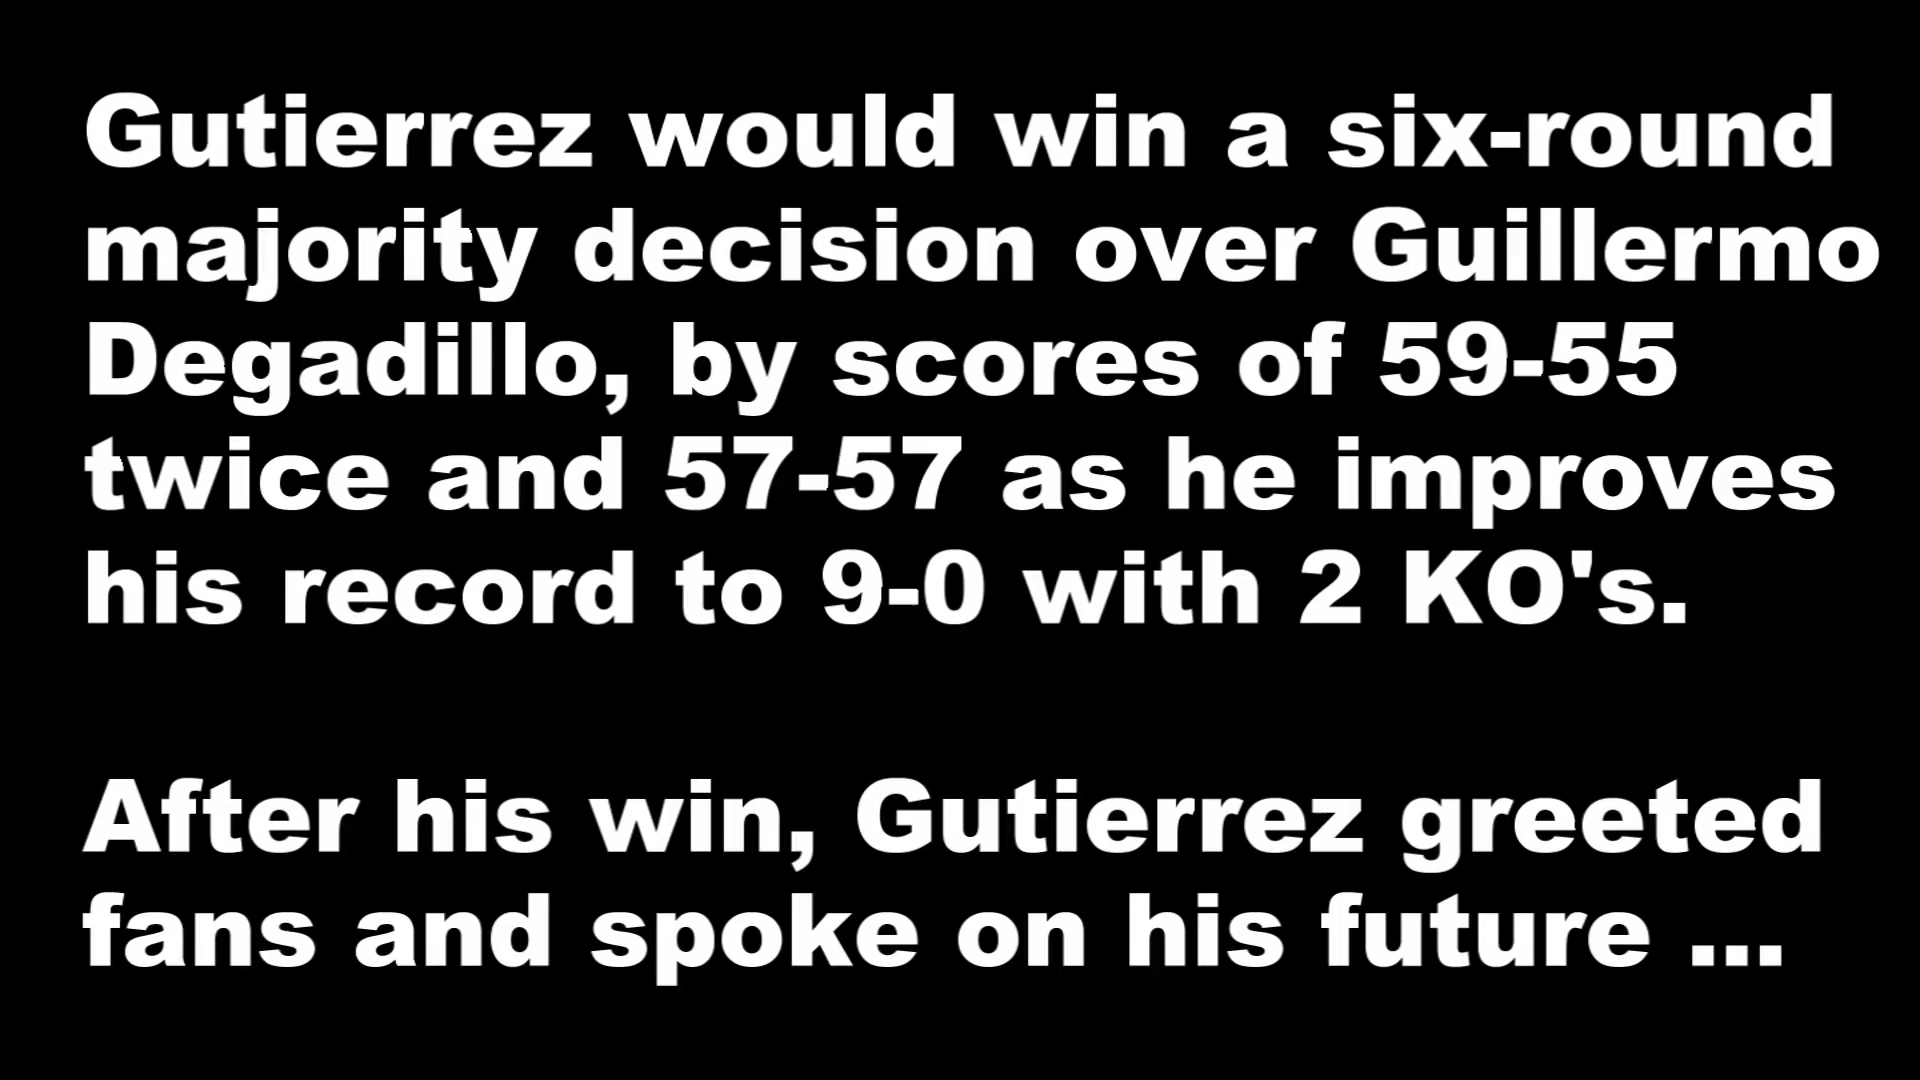 Gutierrez would win a six-round
majority decision over Guillermo
Degadillo, by scores of 59-55
twice and 57-57 as he improves
his record to 9-0 with 2 KO's.
After his win, Gutierrez greeted
fans and spoke on his future ...